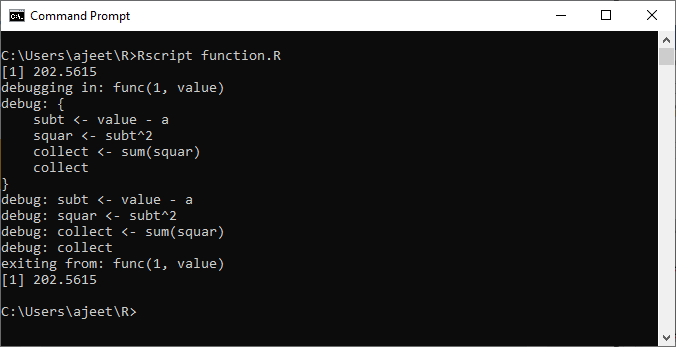 Command Prompt
C:\Users\ajeet\R>Rscript function.R
[1] 202.5615
debugging in: func(1, value)
debug: {
    subt <- value - a
    squar <- subt^2
    collect <- sum(squar)
    collect
}
debug: subt <- value - a
debug: squar <- subt^2
debug: collect <- sum(squar)
debug: collect
exiting from: func(1, value)
[1] 202.5615
C:\Users\ajeet\R>